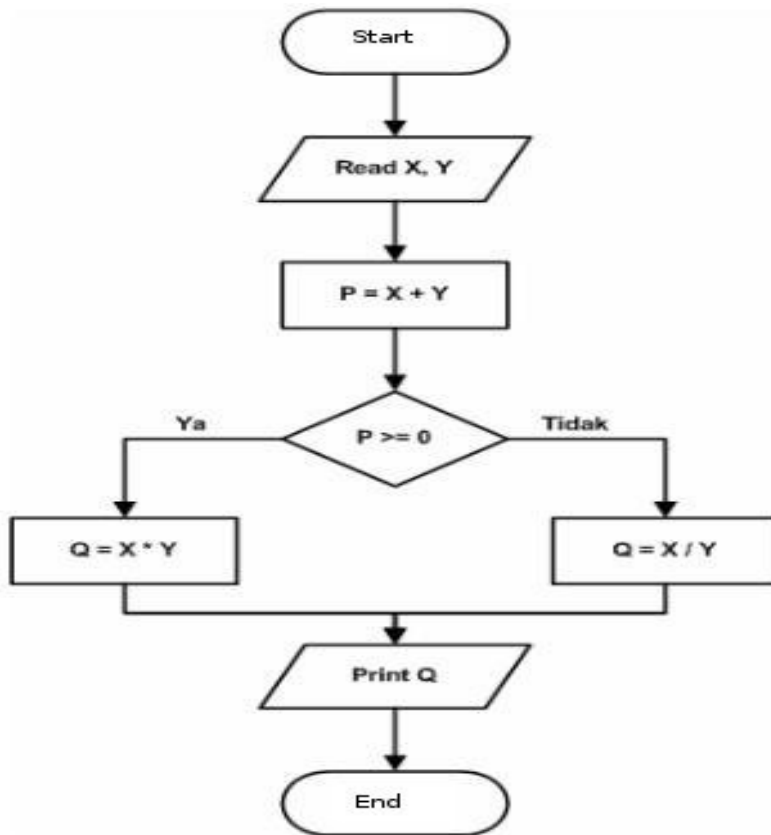 Start
Read X, Y
P = X + Y
P >= 0
Ya
Tidak
Q = X * Y
Q = X / Y
Print Q
End